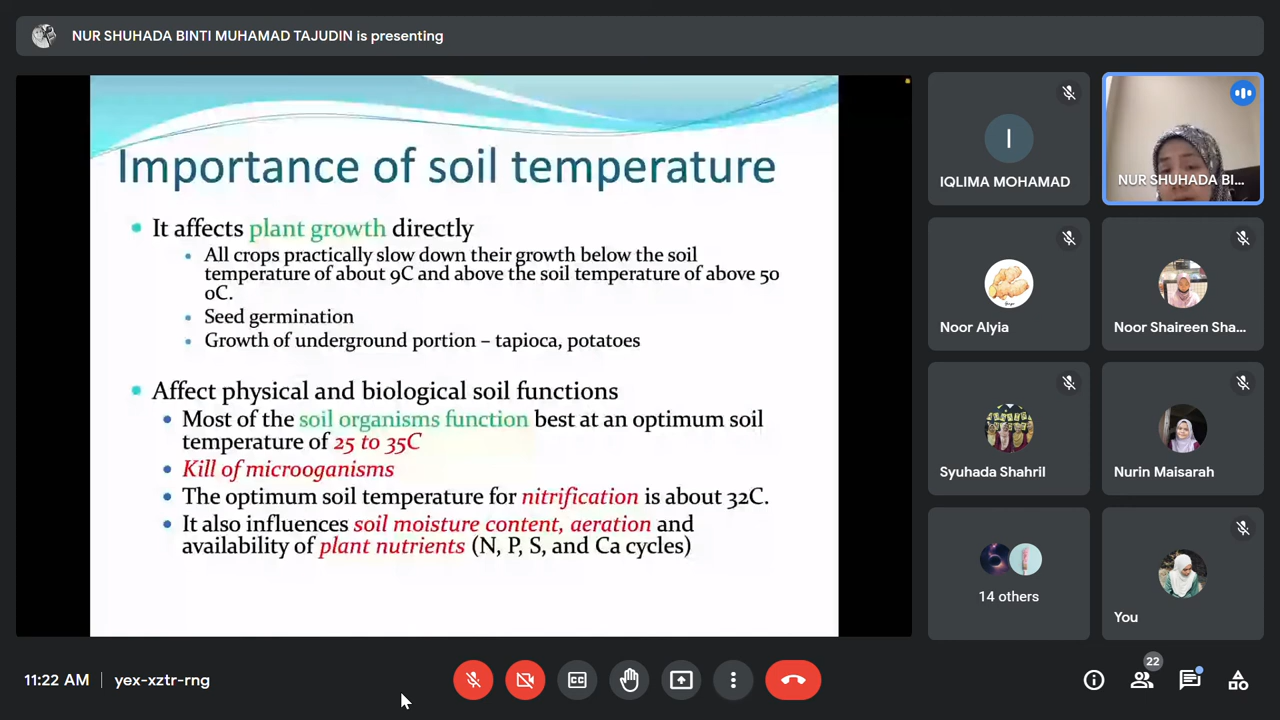 NUR SHUHADA BINTI MUHAMAD TAJUDIN is presenting
Importance of soil temperature
It affects plant growth directly
All crops practically slow down their growth below the soil
temperature of about 9C and above the soil temperature of above 50
0C.
Seed germination
Growth of underground portion – tapioca, potatoes
Affect physical and biological soil functions
Most of the soil organisms function best at an optimum soil
temperature of 25 to 35C
Kill of microoganisms
The optimum soil temperature for nitrification is about 32C.
It also influences soil moisture content, aeration and
availability of plant nutrients (N, P, S, and Ca cycles)
I
IQLIMA MOHAMAD
NUR SHUHADA BI...
Noor Alyia
Noor Shaireen Sha...
Syuhada Shahril
Nurin Maisarah
14 others
You
11:22 AM | yex-xztr-rng
22